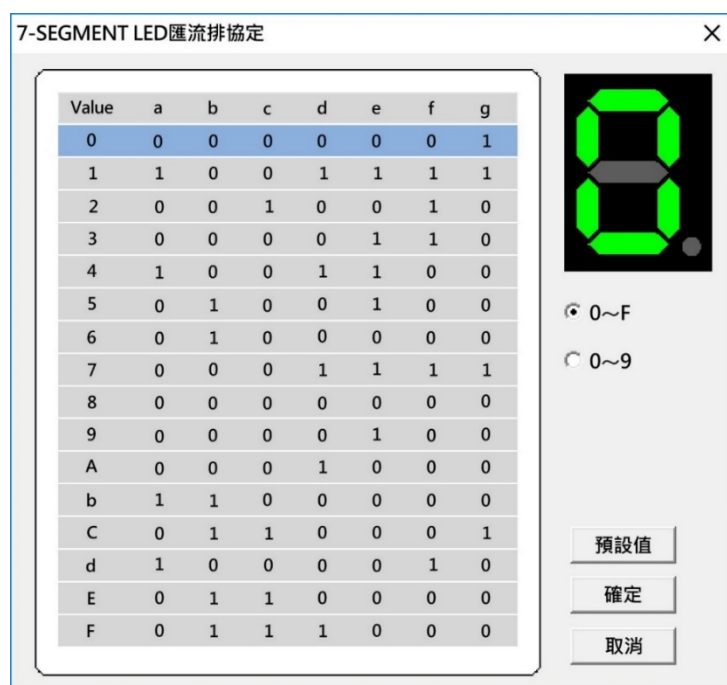 7-SEGMENT LED匯流排協定
Value a b c d e f g
0 0 0 0 0 0 0 1
1 1 0 0 1 1 1 1
2 0 0 1 0 0 1 0
3 0 0 0 0 1 1 0
4 1 0 0 1 1 0 0
5 0 1 0 0 1 0 0
6 0 1 0 0 0 0 0
7 0 0 0 1 1 1 1
8 0 0 0 0 0 0 0
9 0 0 0 0 1 0 0
A 0 0 0 1 0 0 0
b 1 1 0 0 0 0 0
C 0 1 1 0 0 0 1
d 1 0 0 0 0 1 0
E 0 1 1 0 0 0 0
F 0 1 1 1 0 0 0
0
0～F
0～9
預設值
確定
取消